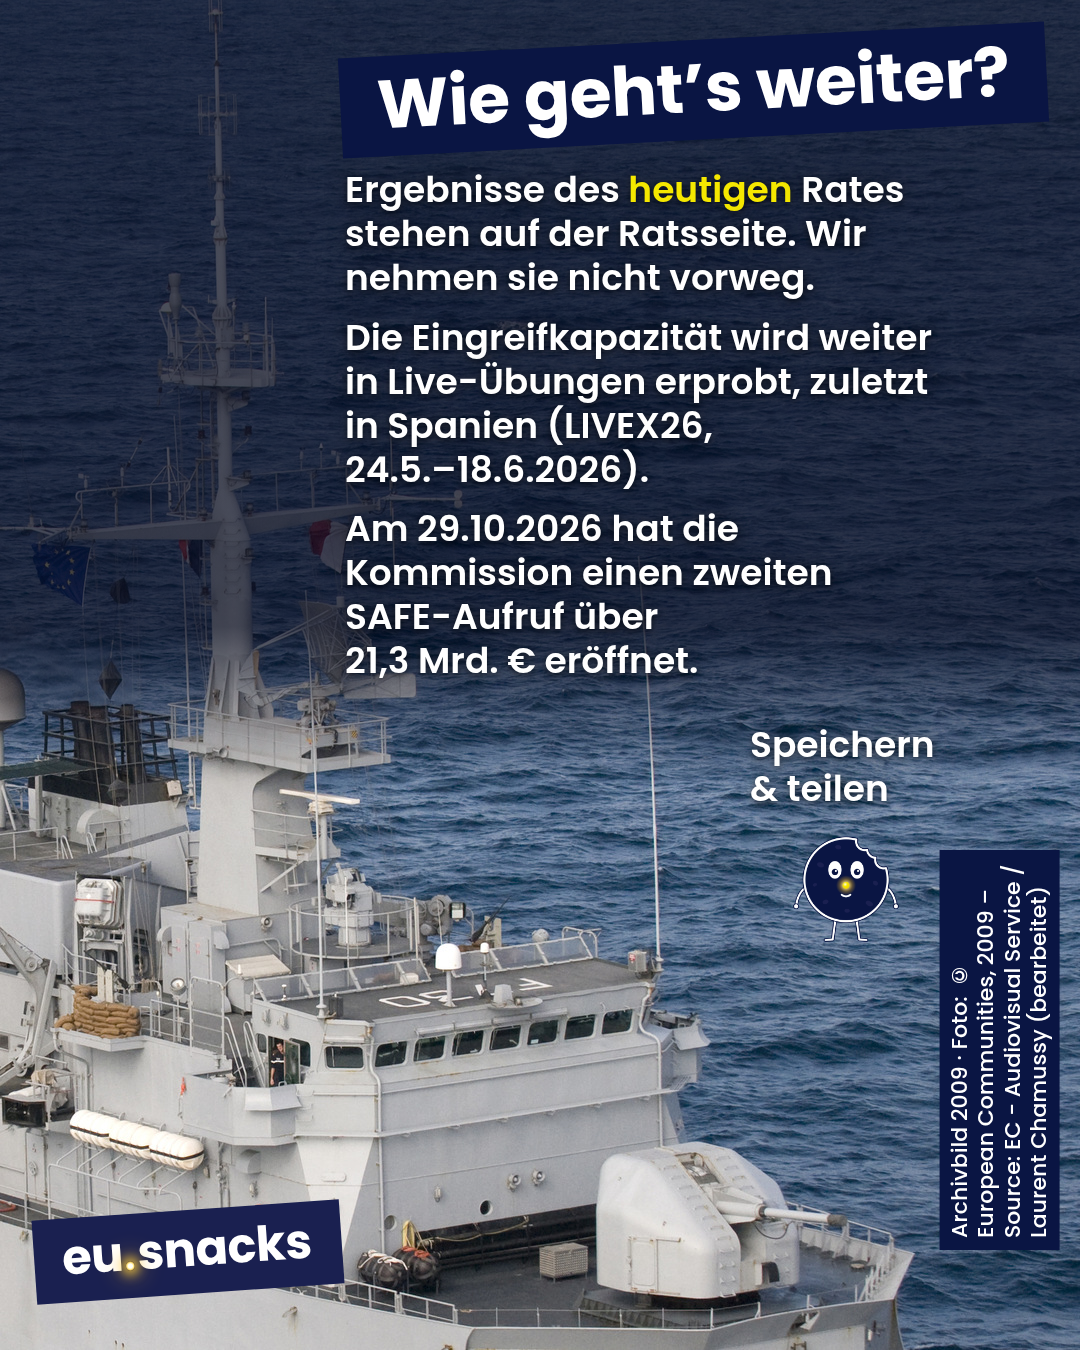 Wie geht’s weiter?
Ergebnisse des heutigen Rates
stehen auf der Ratsseite. Wir
nehmen sie nicht vorweg.
Die Eingreifkapazität wird weiter
in Live-Übungen erprobt, zuletzt
in Spanien (LIVEX26,
24.5.–18.6.2026).
Am 29.10.2026 hat die
Kommission einen zweiten
SAFE-Aufruf über
21,3 Mrd. € eröffnet.
Speichern
& teilen
Archivbild 2009 · Foto: ©
European Communities, 2009 –
Source: EC - Audiovisual Service /
Laurent Chamussy (bearbeitet)
eu.snacks